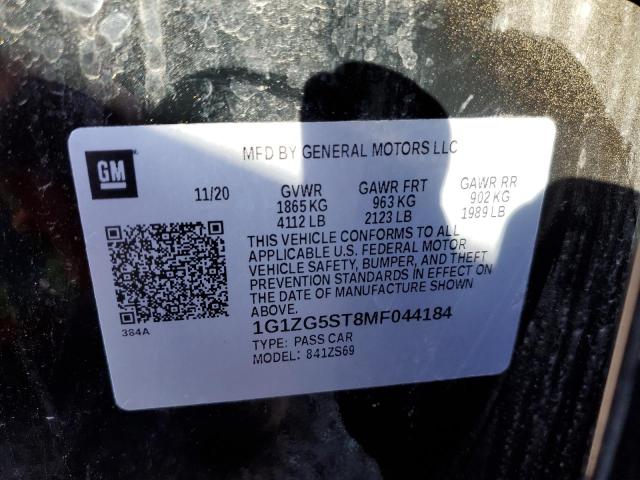 GM
MFD BY GENERAL MOTORS LLC
11/20 GVWR GAWR FRT GAWR RR
1865 KG 963 KG 902 KG
4112 LB 2123 LB 1989 LB
THIS VEHICLE CONFORMS TO ALL
APPLICABLE U.S. FEDERAL MOTOR
VEHICLE SAFETY, BUMPER, AND THEFT
PREVENTION STANDARDS IN EFFECT ON
THE DATE OF MANUFACTURE SHOWN
ABOVE.
384A
1G1ZG5ST8MF044184
TYPE: PASS CAR
MODEL: 841ZS69